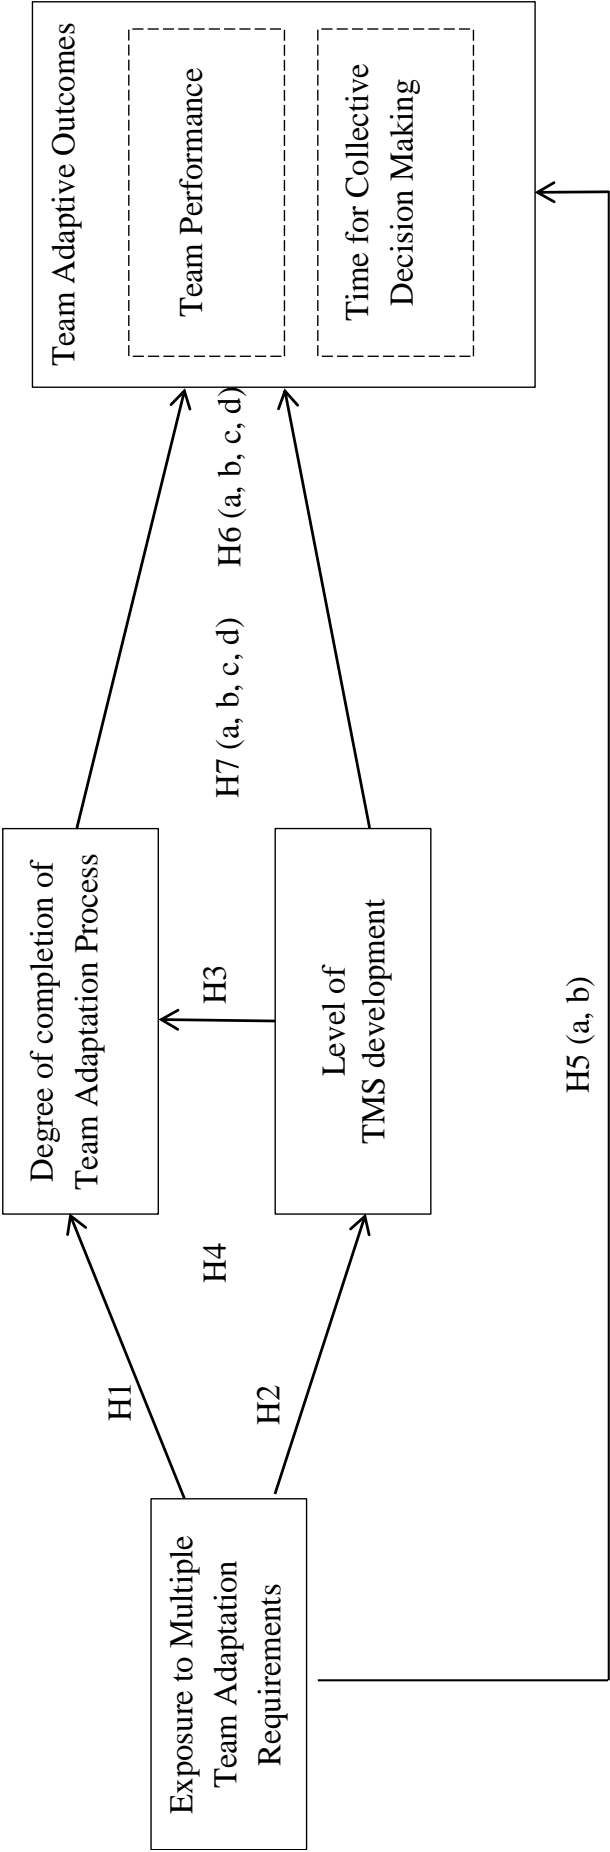 Exposure to Multiple
Team Adaptation
Requirements
H1
H2
H4
Degree of completion of
Team Adaptation Process
H3
Level of
TMS development
H5 (a, b)
H7 (a, b, c, d)
H6 (a, b, c, d)
Team Adaptive Outcomes
Team Performance
Time for Collective
Decision Making